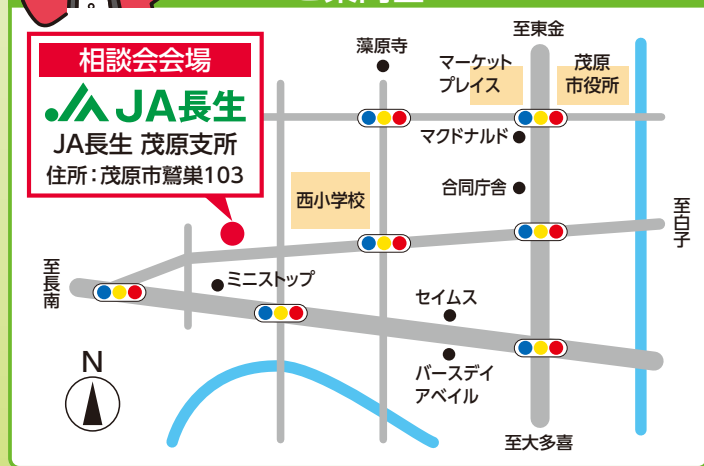 ご案内図
相談会会場
JA長生
JA長生 茂原支所
住所：茂原市鷲巣103
至東金
藻原寺
マーケット
プレイス
茂原
市役所
マクドナルド
合同庁舎
西小学校
至白子
至長南
ミニストップ
セイムス
バースデイ
アベイル
N
至大多喜